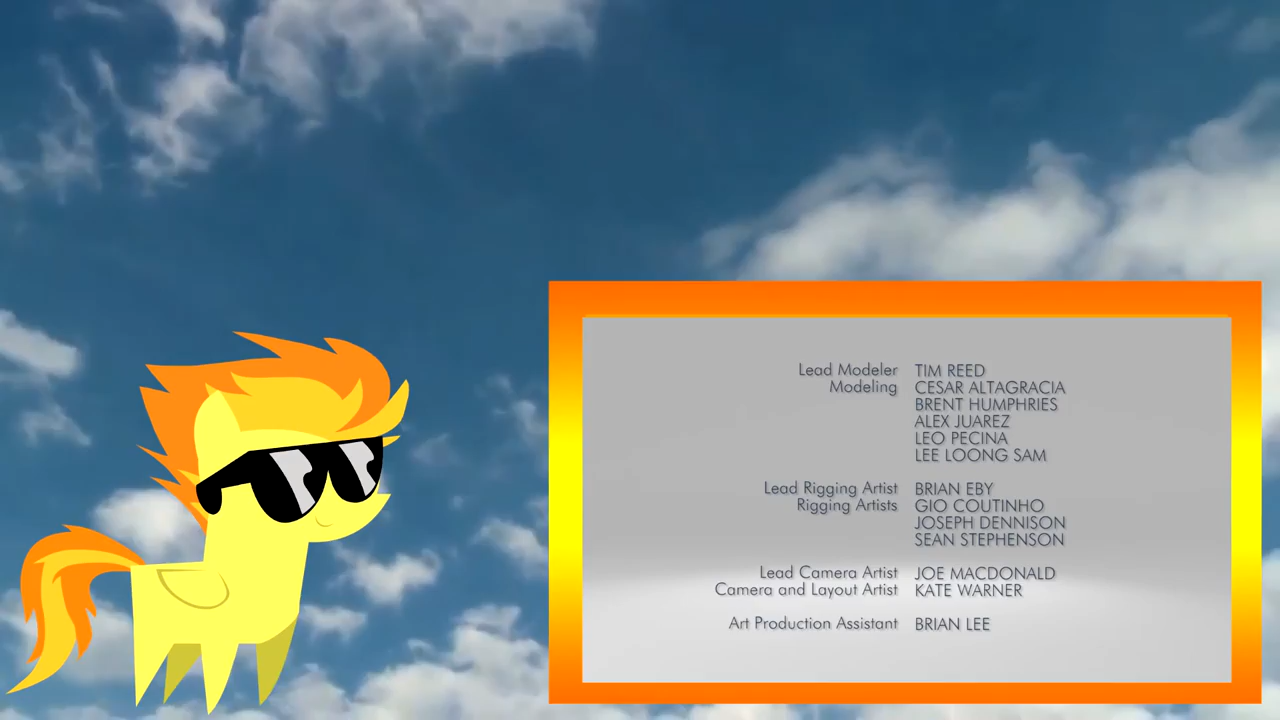 Lead Modeler TIM REED
Modeling CESAR ALTAGRACIA
BRENT HUMPHRIES
ALEX JUAREZ
LEO PECINA
LEE LOONG SAM
Lead Rigging Artist BRIAN EBY
Rigging Artists GIO COUTINHO
JOSEPH DENNISON
SEAN STEPHENSON
Lead Camera Artist JOE MACDONALD
Camera and Layout Artist KATE WARNER
Art Production Assistant BRIAN LEE